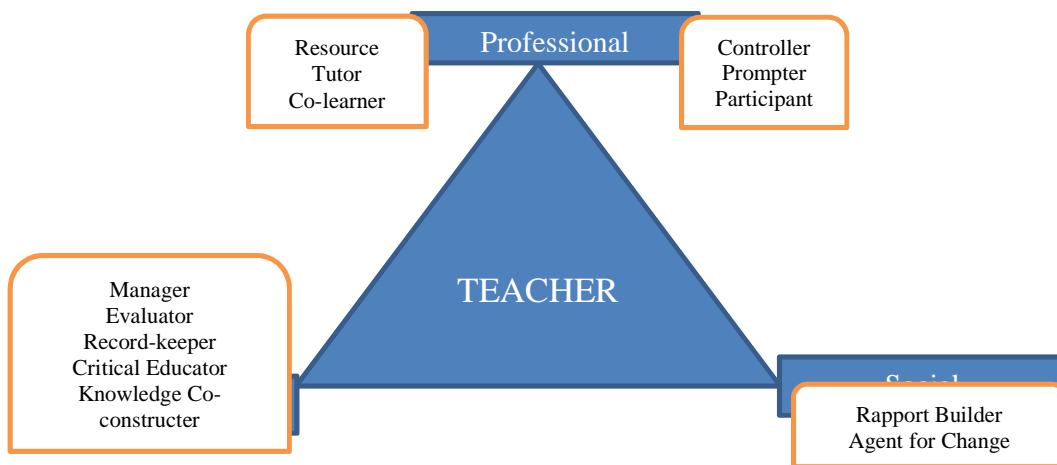 Resource
Tutor
Co-learner
Professional
Controller
Prompter
Participant
TEACHER
Manager
Evaluator
Record-keeper
Critical Educator
Knowledge Co-
constructer
Social
Rapport Builder
Agent for Change